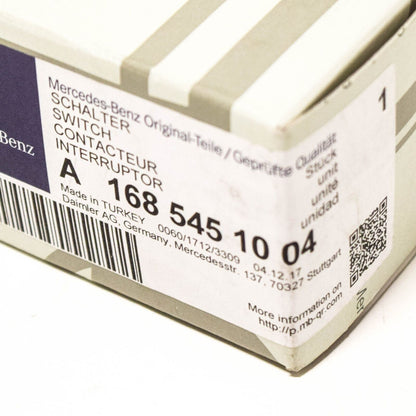 Benz
Mercedes-Benz Original-Teile / Geprüfte Qualität
SCHALTER
SWITCH
CONTACTEUR
INTERRUPTOR
Stück
unit
unité
unidad
1
A 168 545 10 04
Made in TURKEY 0060/1712/3309 04.12.17
Daimler AG, Germany, Mercedesstr. 137, 70327 Stuttgart
More information on
http://p.mb-qr.com